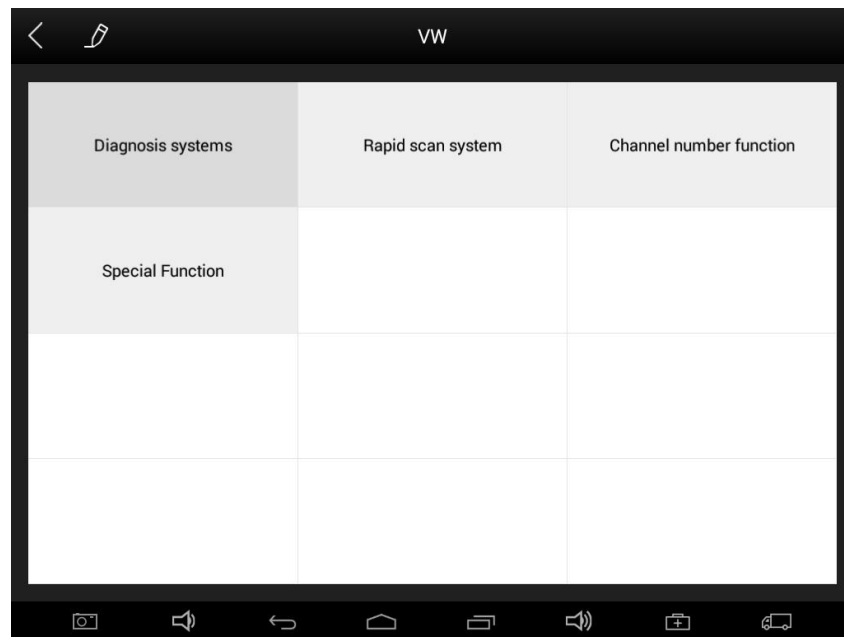 VW
Diagnosis systems
Rapid scan system
Channel number function
Special Function